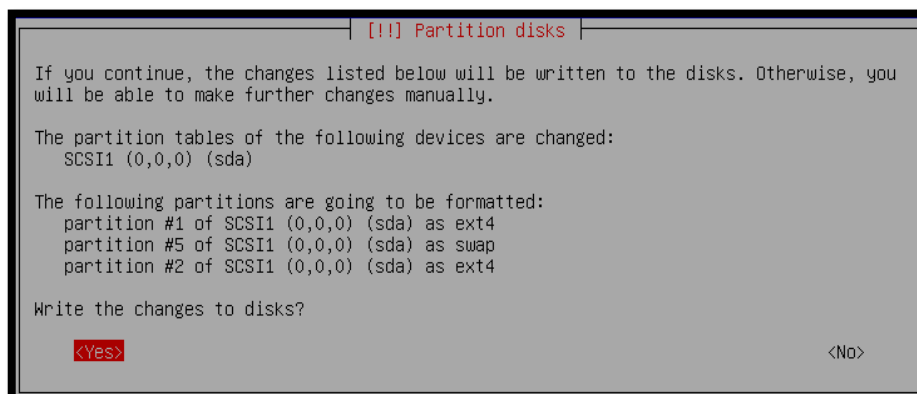 [!!] Partition disks
If you continue, the changes listed below will be written to the disks. Otherwise, you
will be able to make further changes manually.
The partition tables of the following devices are changed:
SCSI1 (0,0,0) (sda)
The following partitions are going to be formatted:
partition #1 of SCSI1 (0,0,0) (sda) as ext4
partition #5 of SCSI1 (0,0,0) (sda) as swap
partition #2 of SCSI1 (0,0,0) (sda) as ext4
Write the changes to disks?
<Yes> <No>